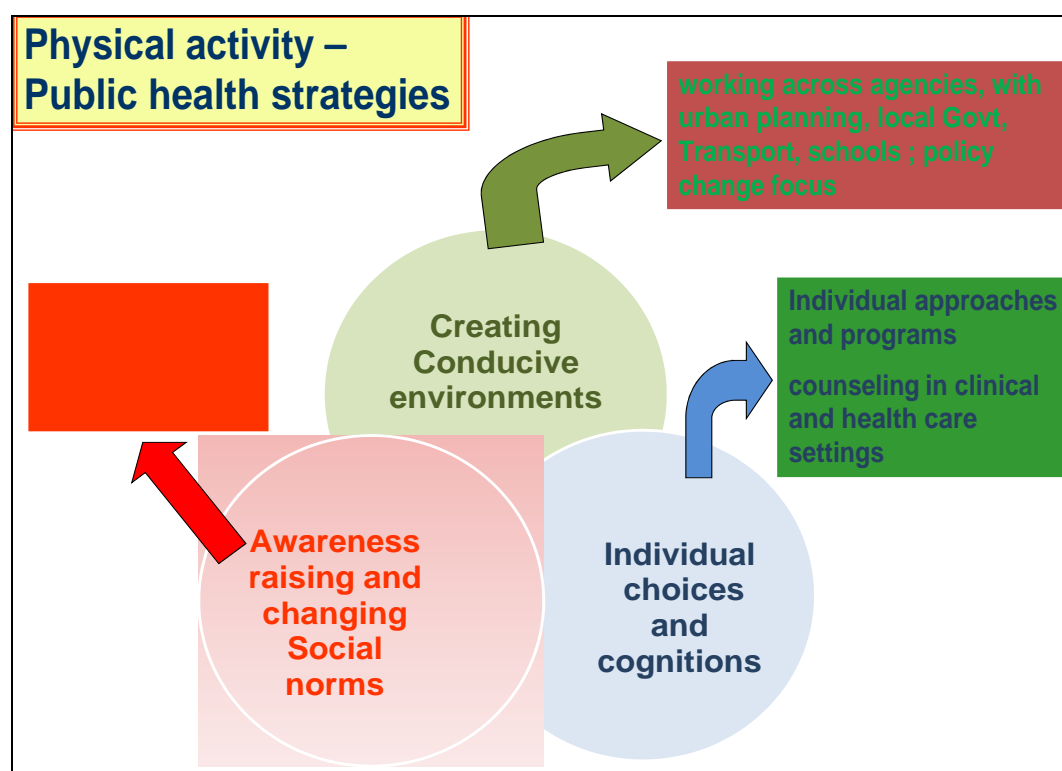 Physical activity –
Public health strategies
working across agencies, with
urban planning, local Govt,
Transport, schools ; policy
change focus
Creating
Conducive
environments
Individual approaches
and programs
counseling in clinical
and health care
settings
Awareness
raising and
changing
Social
norms
Individual
choices
and
cognitions